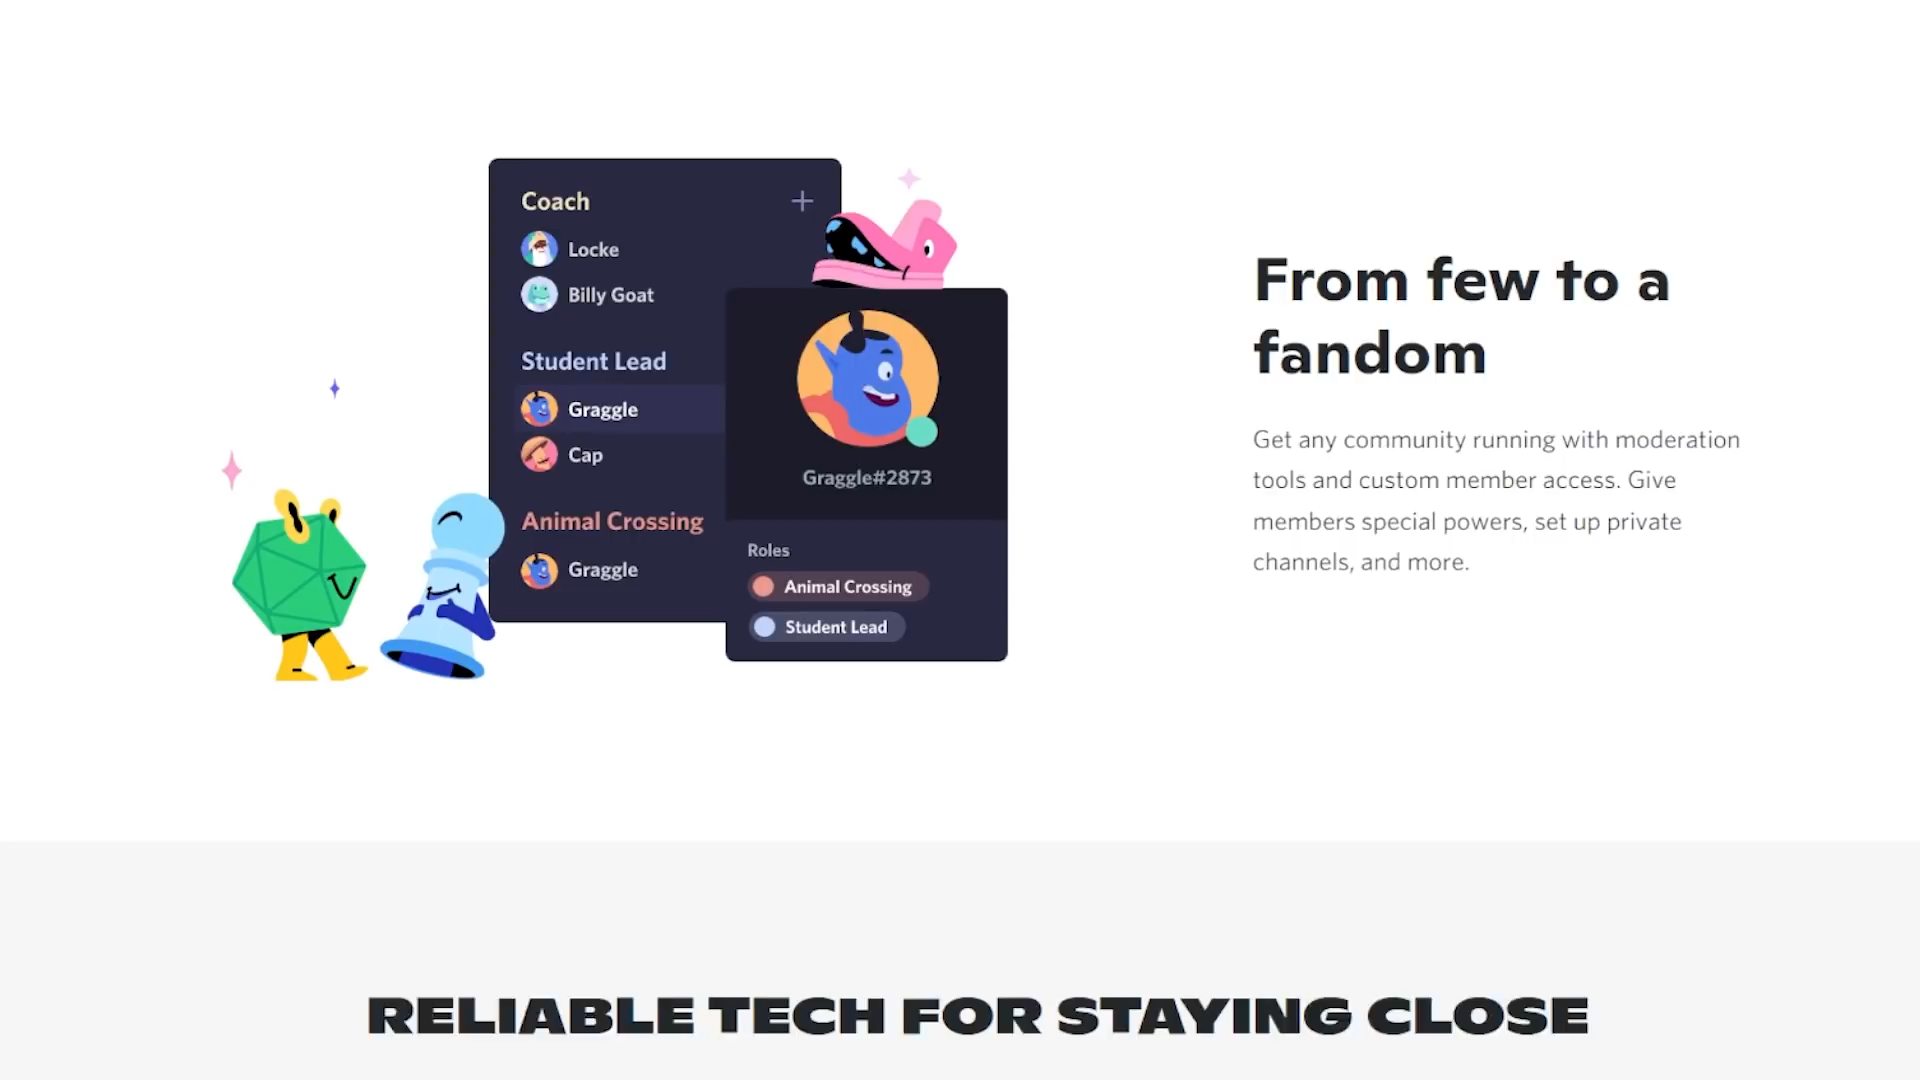 Coach
Locke
Billy Goat
Student Lead
Graggle
Cap
Animal Crossing
Graggle
Graggle#2873
Roles
Animal Crossing
Student Lead
From few to a
fandom
Get any community running with moderation
tools and custom member access. Give
members special powers, set up private
channels, and more.
RELIABLE TECH FOR STAYING CLOSE